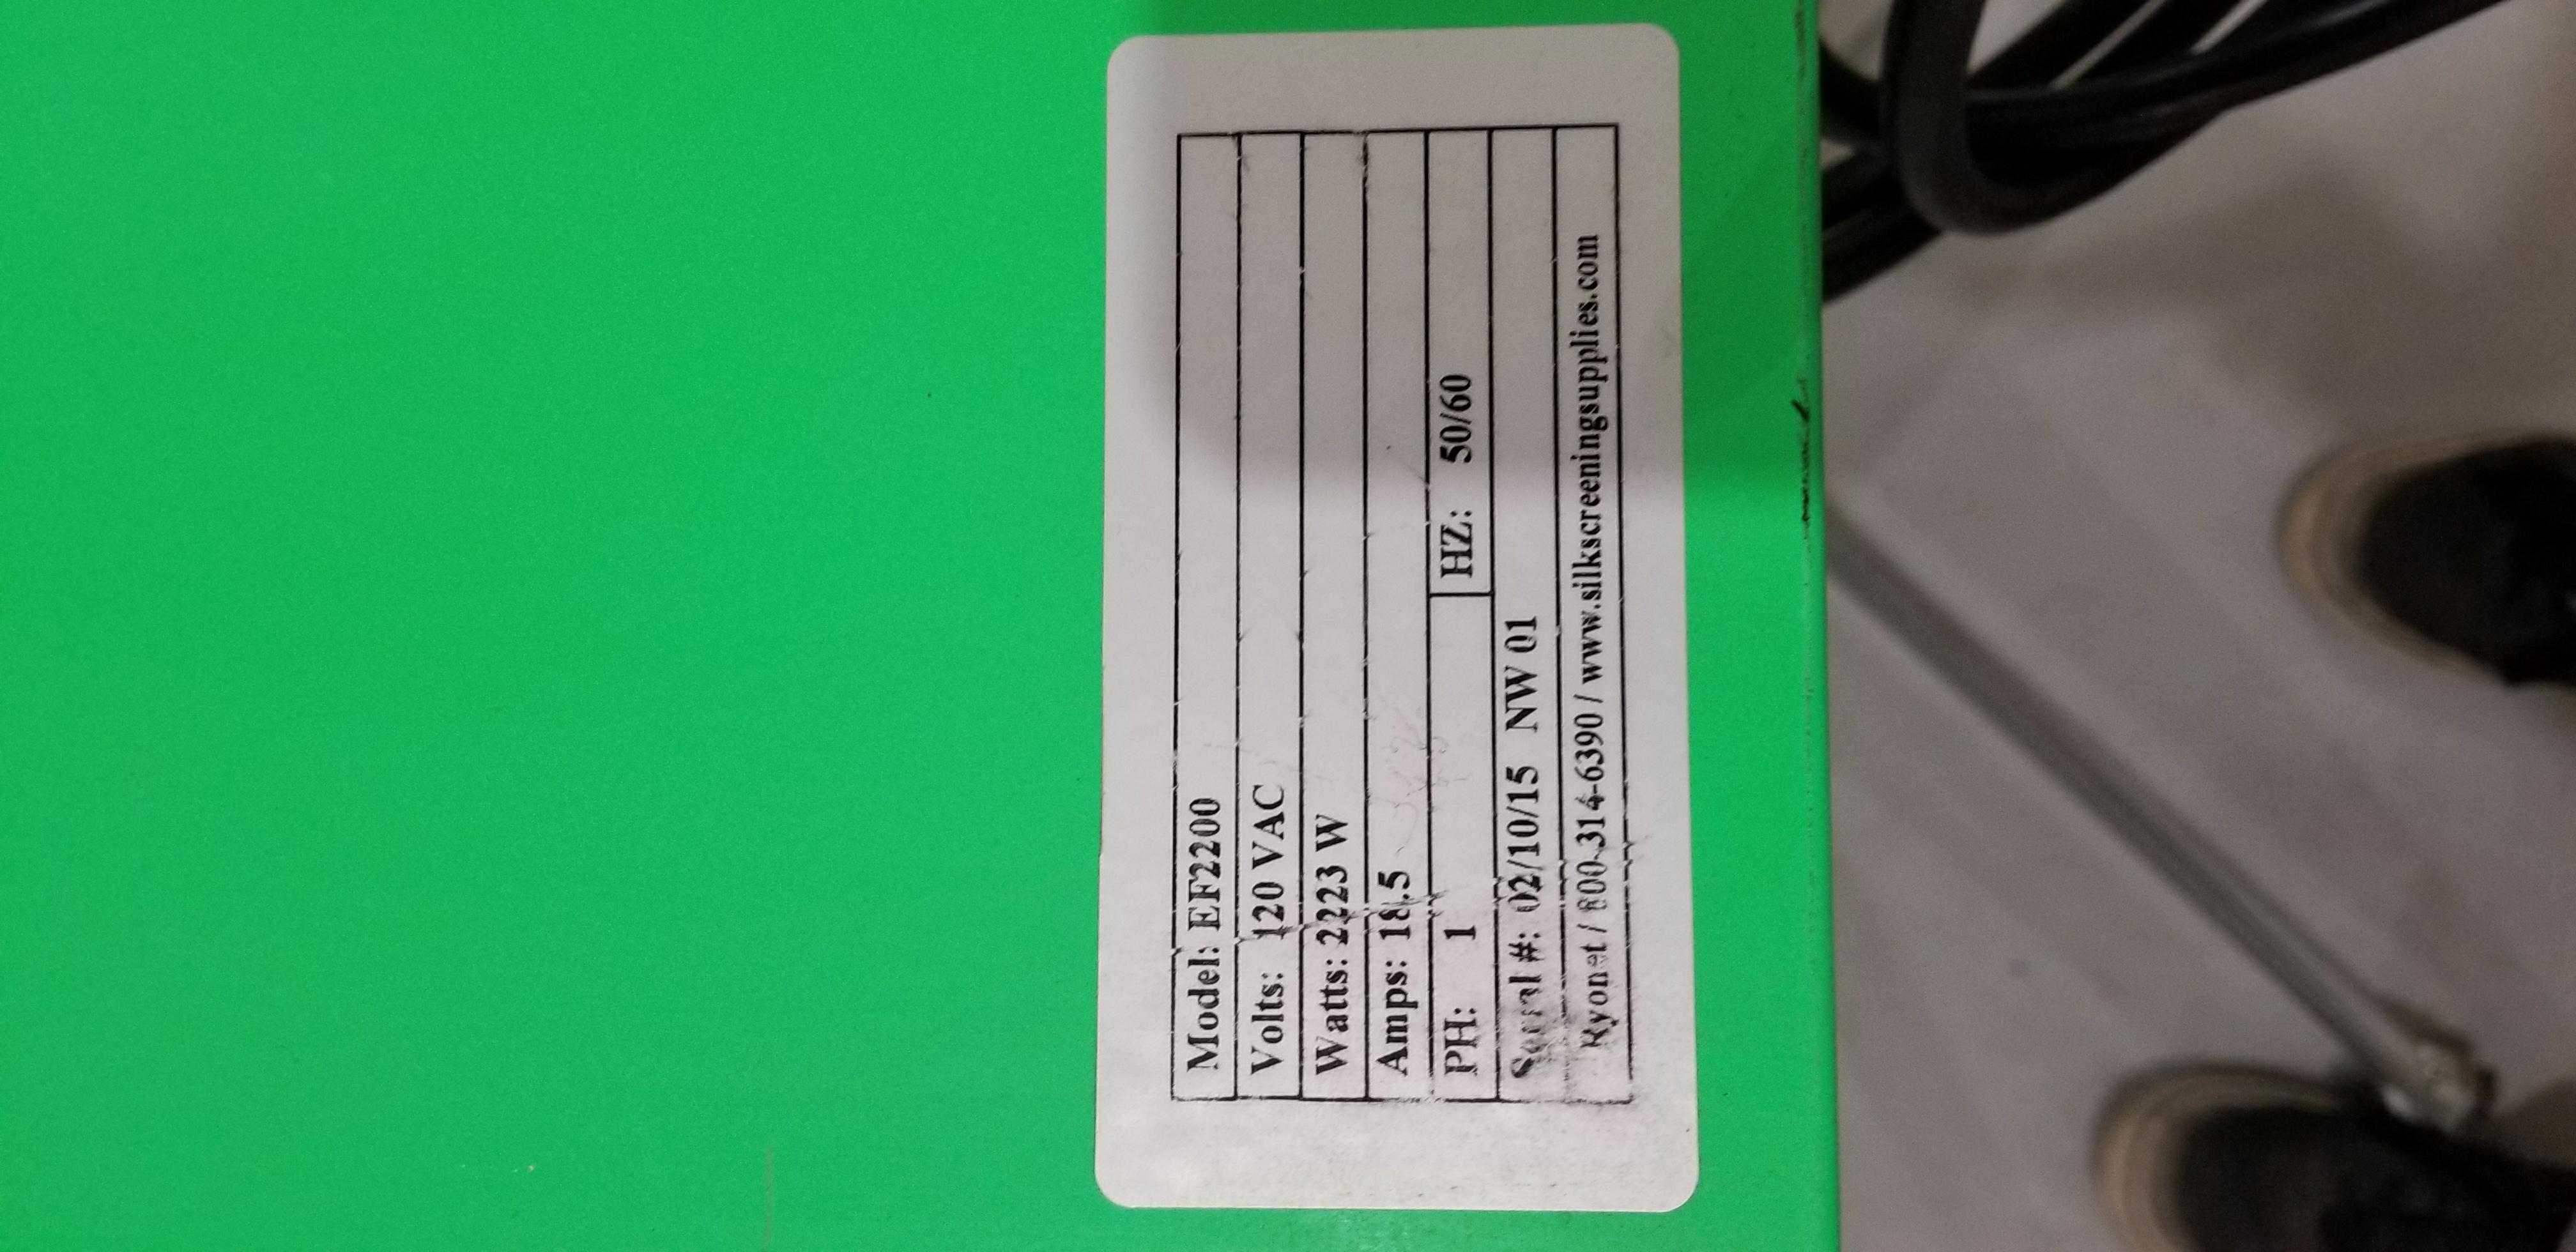 Model: EF2200
Volts: 120 VAC
Watts: 2223 W
Amps: 18.5
PH: 1 HZ: 50/60
Serial #: 02/10/15 NW 01
Ryonet / 800-314-6390 / www.silkscreeningsupplies.com